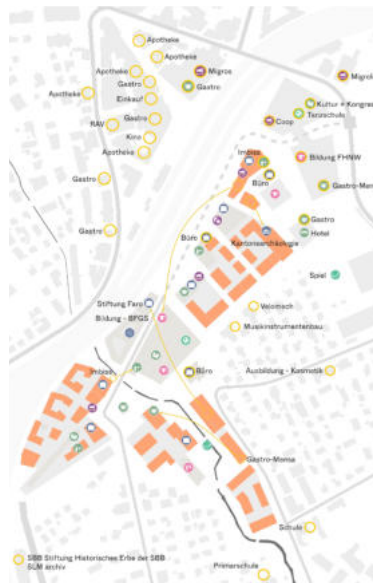 Apotheke
Apotheke
Apotheke
Migros
Gastro
Gastro
Apotheke
Einkauf
Kultur + Kongress
Tanzschule
RAV
Gastro
Coop
Kino
Apotheke
Imbiss
Bildung FHNW
Büro
Gastro
Gastro-Mensa
Gastro
Gastro
Büro
Hotel
Kantonsarchäologie
Spiel
Stiftung Faro
Velomech
Bildung - BFGS
Musikinstrumentenbau
Imbiss
Büro
Ausbildung - Kosmetik
Gastro-Mensa
Schule
SBB Stiftung Historisches Erbe der SBB
SLM archiv
Primarschule